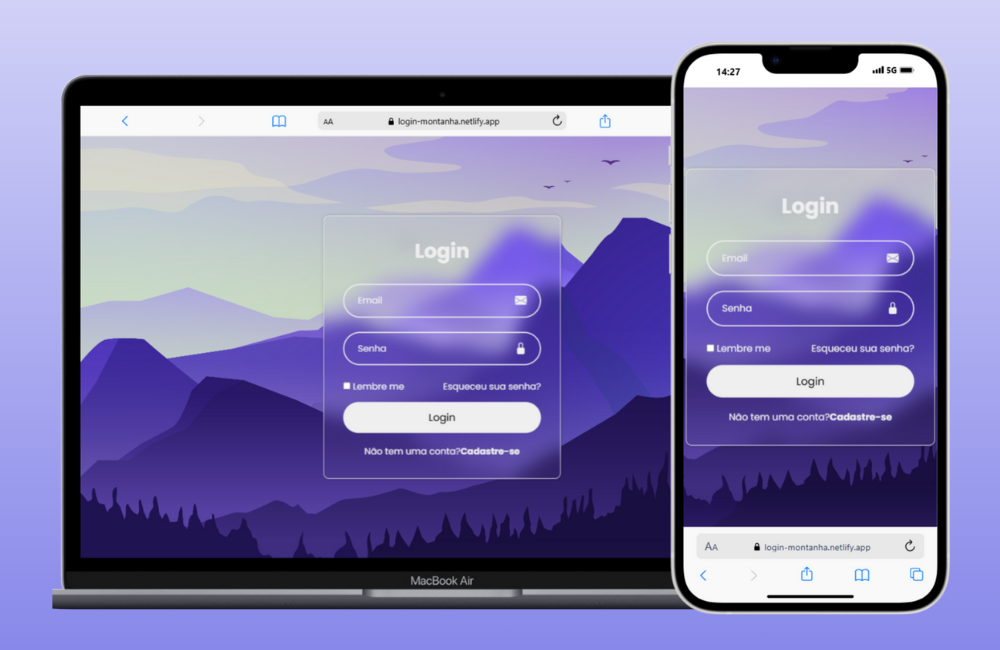 AA login-montanha.netlify.app
Login
Email
Senha
Lembre me Esqueceu sua senha?
Login
Não tem uma conta?Cadastre-se
MacBook Air
14:27 5G
Login
Email
Senha
Lembre me Esqueceu sua senha?
Login
Não tem uma conta?Cadastre-se
AA login-montanha.netlify.app